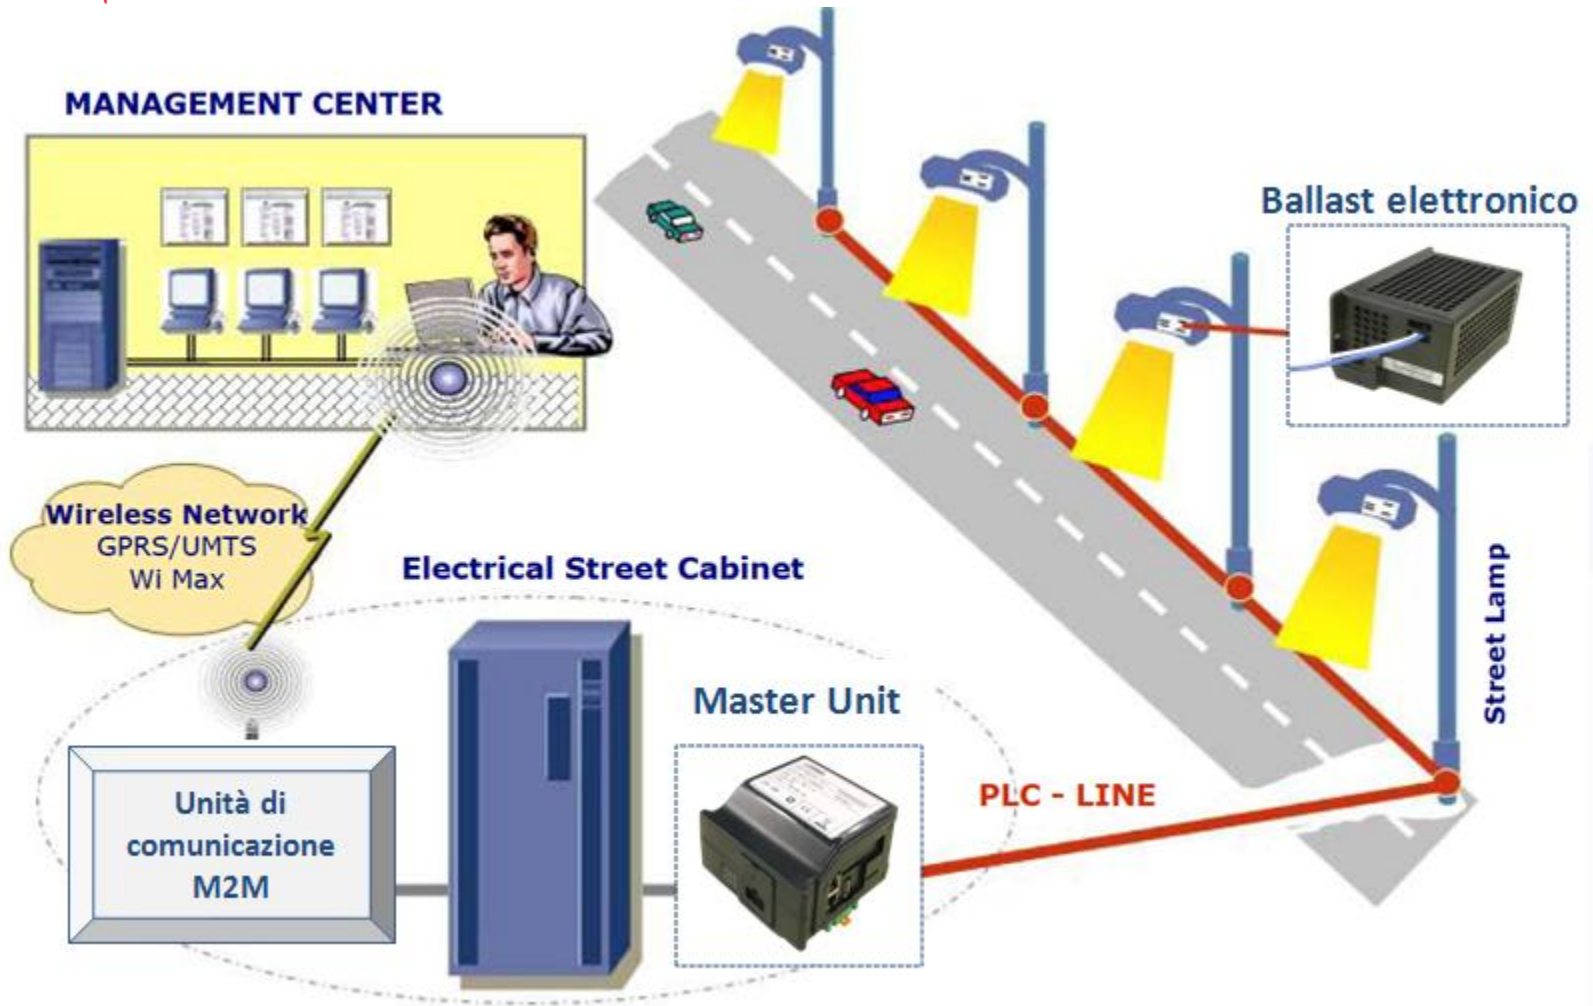 MANAGEMENT CENTER
Ballast elettronico
Wireless Network
GPRS/UMTS
Wi Max
Electrical Street Cabinet
Street Lamp
Master Unit
PLC - LINE
Unità di
comunicazione
M2M